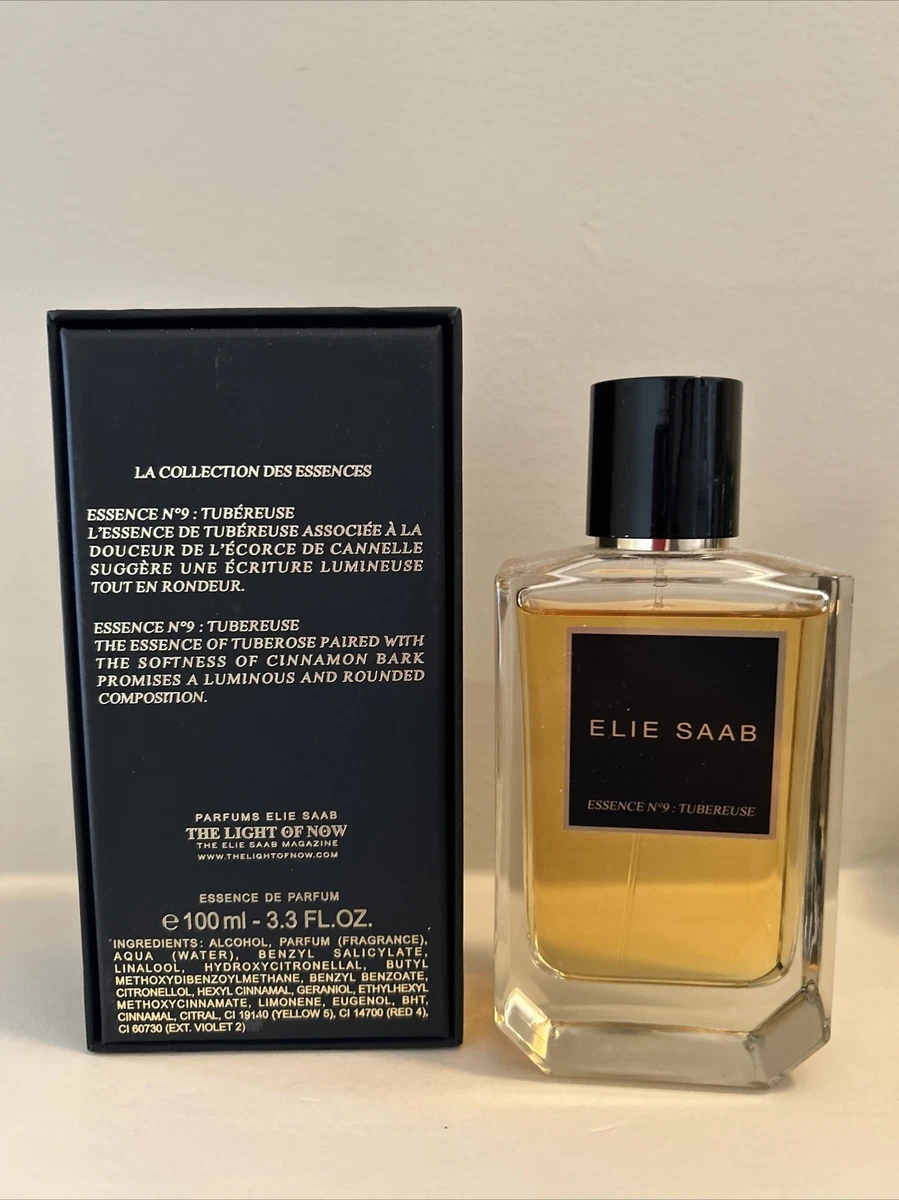 LA COLLECTION DES ESSENCES
ESSENCE N°9 : TUBÉREUSE
L'ESSENCE DE TUBÉREUSE ASSOCIÉE À LA
DOUCEUR DE L'ÉCORCE DE CANNELLE
SUGGÈRE UNE ÉCRITURE LUMINEUSE
TOUT EN RONDEUR.
ESSENCE N°9 : TUBEREUSE
THE ESSENCE OF TUBEROSE PAIRED WITH
THE SOFTNESS OF CINNAMON BARK
PROMISES A LUMINOUS AND ROUNDED
COMPOSITION.
PARFUMS ELIE SAAB
THE LIGHT OF NOW
THE ELIE SAAB MAGAZINE
WWW.THELIGHTOFNOW.COM
ESSENCE DE PARFUM
℮ 100 ml - 3.3 FL.OZ.
INGREDIENTS: ALCOHOL, PARFUM (FRAGRANCE),
AQUA (WATER), BENZYL SALICYLATE,
LINALOOL, HYDROXYCITRONELLAL, BUTYL
METHOXYDIBENZOYLMETHANE, BENZYL BENZOATE,
CITRONELLOL, HEXYL CINNAMAL, GERANIOL, ETHYLHEXYL
METHOXYCINNAMATE, LIMONENE, EUGENOL, BHT,
CINNAMAL, CITRAL, CI 19140 (YELLOW 5), CI 14700 (RED 4),
CI 60730 (EXT. VIOLET 2)
ELIE SAAB
ESSENCE N°9 : TUBEREUSE